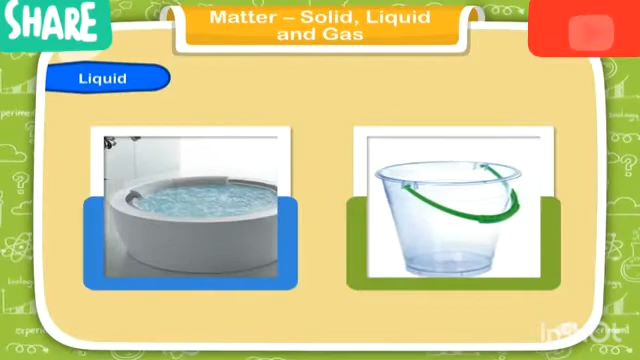 SHARE
Matter – Solid, Liquid
and Gas
Liquid
InShOt